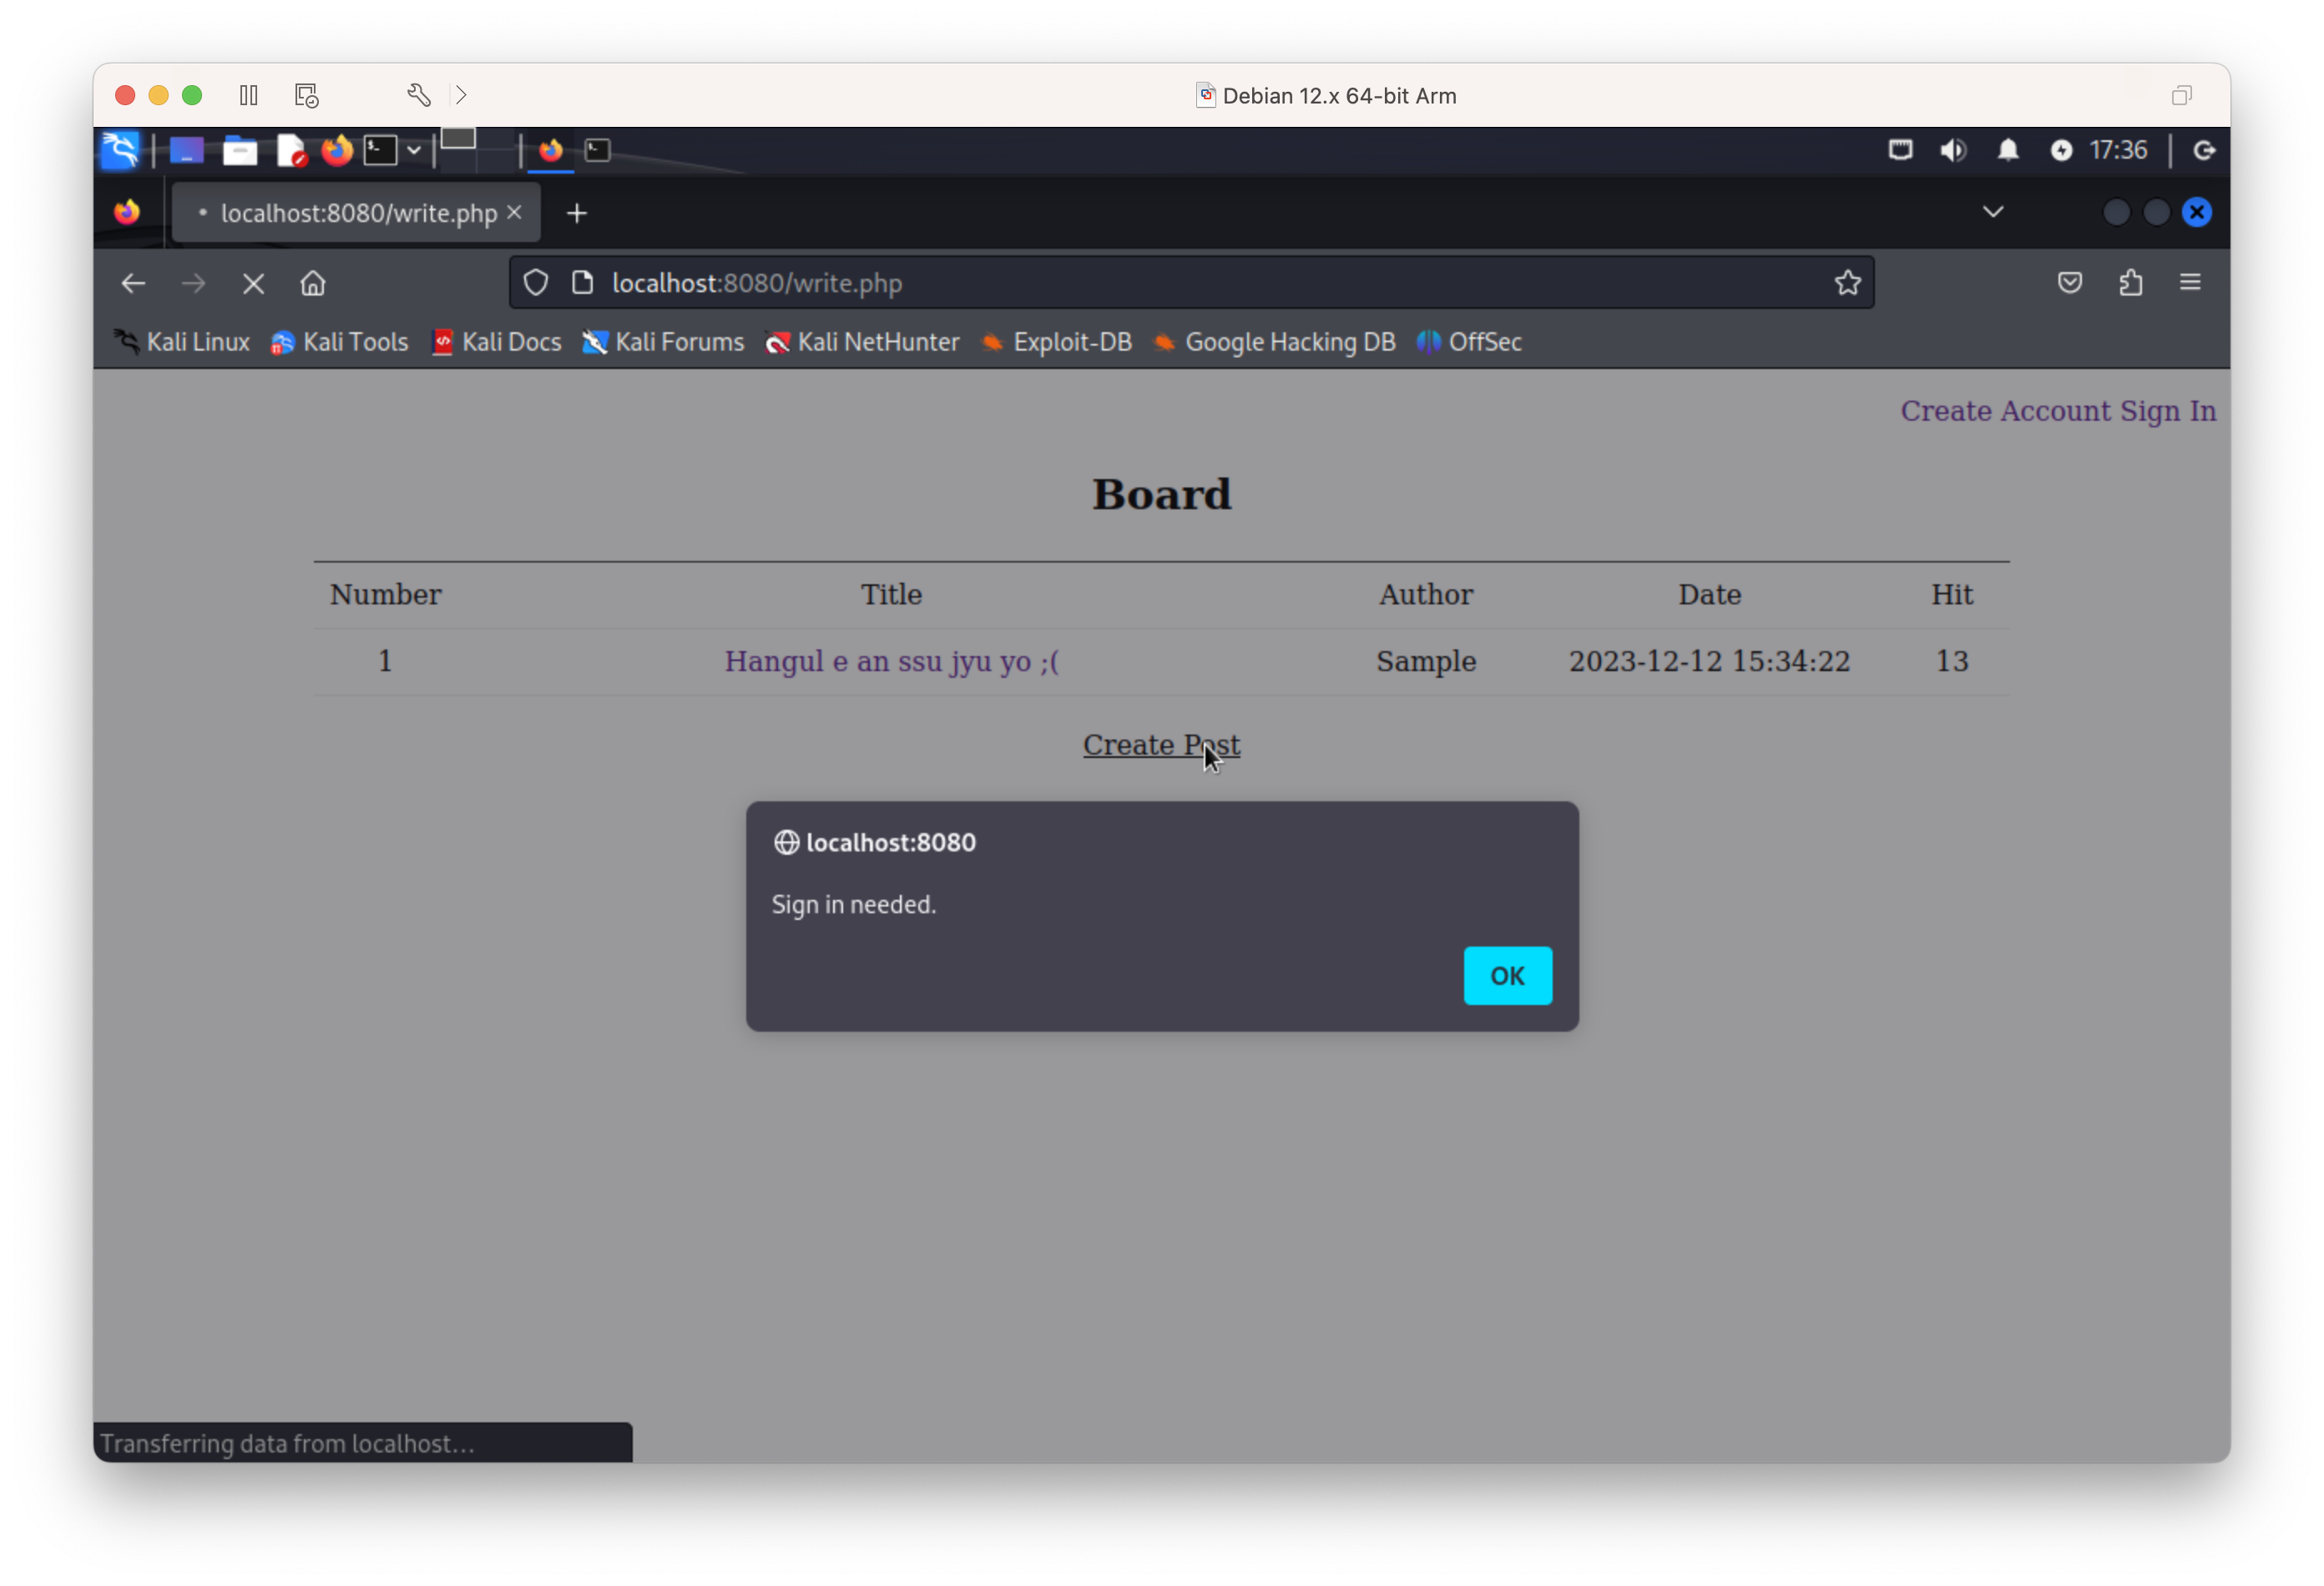 Debian 12.x 64-bit Arm
17:36
localhost:8080/write.php
localhost:8080/write.php
Kali Linux Kali Tools Kali Docs Kali Forums Kali NetHunter Exploit-DB Google Hacking DB OffSec
Create Account Sign In
Board
Number Title Author Date Hit
1 Hangul e an ssu jyu yo ;( Sample 2023-12-12 15:34:22 13
Create Post
localhost:8080
Sign in needed.
OK
Transferring data from localhost...